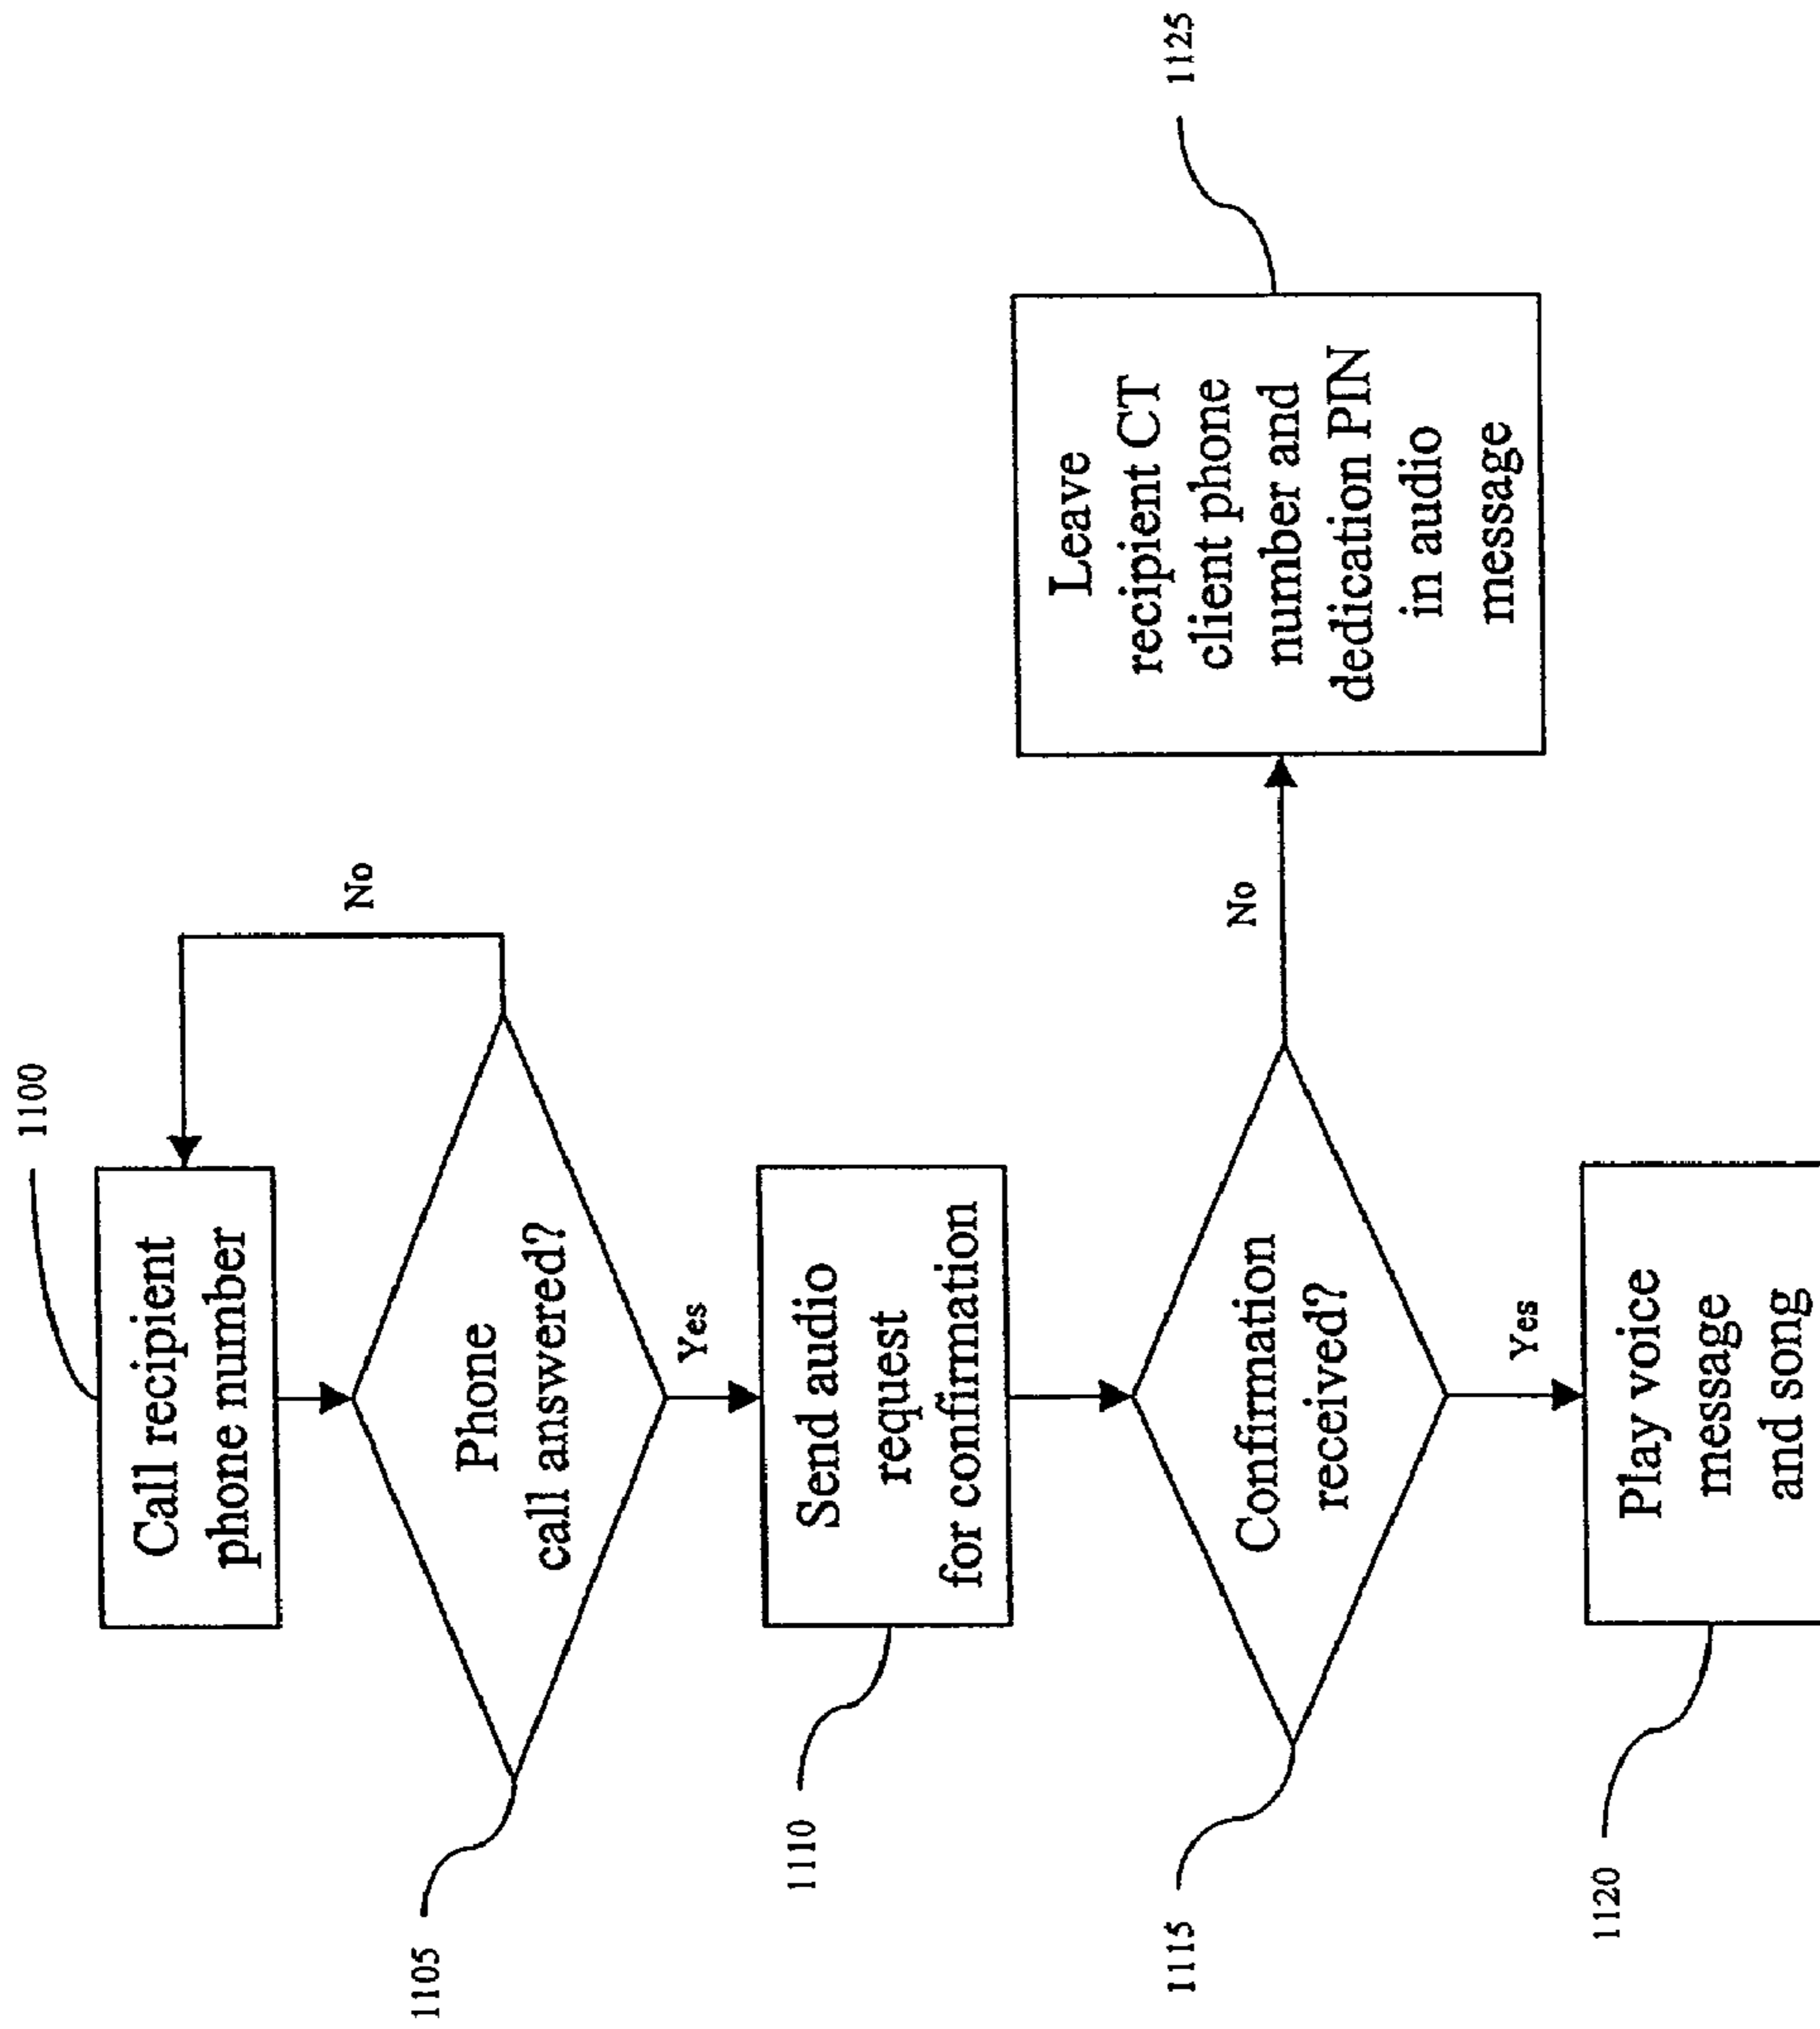 1100
Call recipient
phone number
No
1105
Phone
call answered?
Yes
1110
Send audio
request
for confirmation
1115
Confirmation
received?
No
1125
Leave
recipient CT
client phone
number and
dedication PIN
in audio
message
Yes
1120
Play voice
message
and song